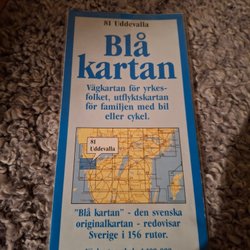 81 Uddevalla
Blå
kartan
Vägkartan för yrkes-
folket, utflyktskartan
för familjen med bil
eller cykel.
81
Uddevalla
"Blå kartan" - den svenska
originalkartan - redovisar
Sverige i 156 rutor.